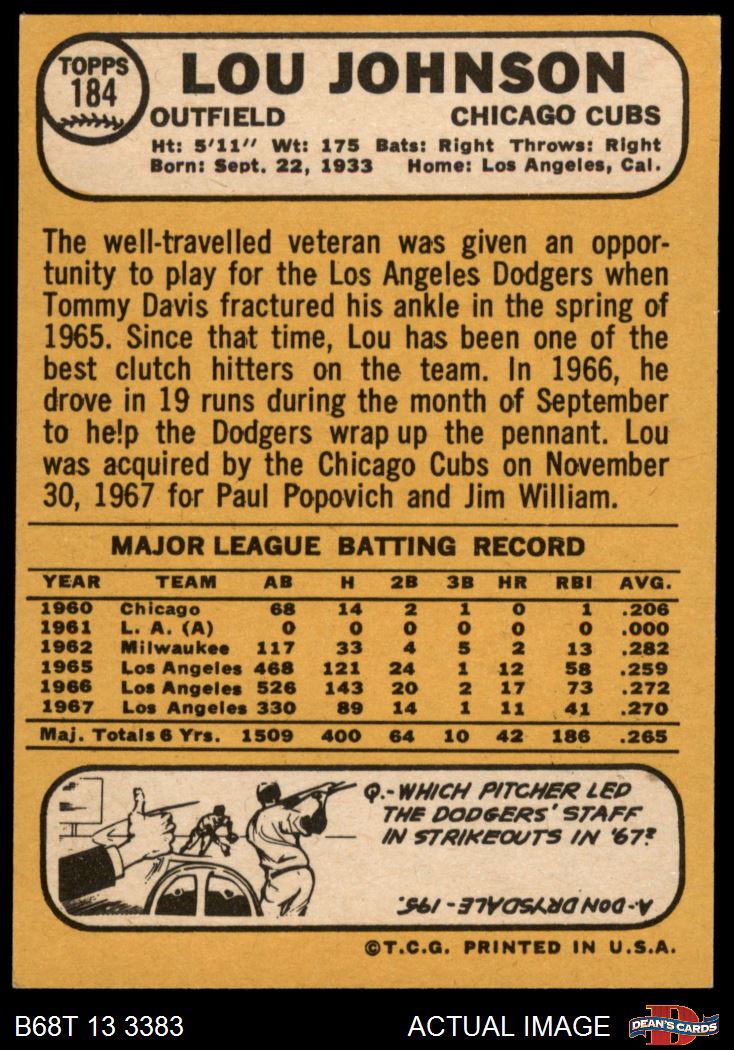 TOPPS
184
LOU JOHNSON
OUTFIELD CHICAGO CUBS
Ht: 5'11" Wt: 175 Bats: Right Throws: Right
Born: Sept. 22, 1933 Home: Los Angeles, Cal.
The well-travelled veteran was given an oppor-
tunity to play for the Los Angeles Dodgers when
Tommy Davis fractured his ankle in the spring of
1965. Since that time, Lou has been one of the
best clutch hitters on the team. In 1966, he
drove in 19 runs during the month of September
to help the Dodgers wrap up the pennant. Lou
was acquired by the Chicago Cubs on November
30, 1967 for Paul Popovich and Jim William.
MAJOR LEAGUE BATTING RECORD
YEAR TEAM AB H 2B 3B HR RBI AVG.
1960 Chicago 68 14 2 1 0 1 .206
1961 L. A. (A) 0 0 0 0 0 0 .000
1962 Milwaukee 117 33 4 5 2 13 .282
1965 Los Angeles 468 121 24 1 12 58 .259
1966 Los Angeles 526 143 20 2 17 73 .272
1967 Los Angeles 330 89 14 1 11 41 .270
Maj. Totals 6 Yrs. 1509 400 64 10 42 186 .265
Q.-WHICH PITCHER LED
THE DODGERS' STAFF
IN STRIKEOUTS IN '67?
A-DON DRYSDALE-196.
©T.C.G. PRINTED IN U.S.A.
B68T 13 3383 ACTUAL IMAGE
D
DEAN'S CARDS